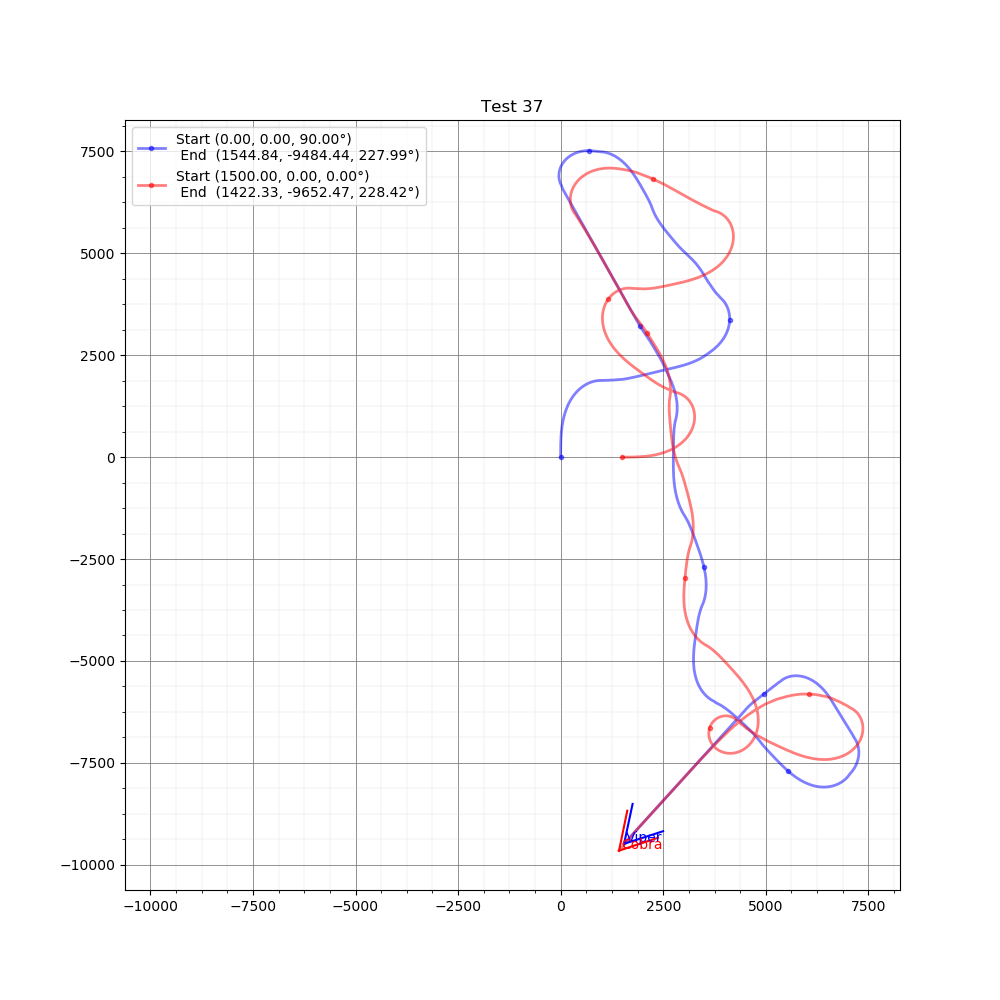 Test 37
Start (0.00, 0.00, 90.00°)
End  (1544.84, -9484.44, 227.99°)
Start (1500.00, 0.00, 0.00°)
End  (1422.33, -9652.47, 228.42°)
7500
5000
2500
0
−2500
−5000
−7500
−10000
Viper
Cobra
−10000 −7500 −5000 −2500 0 2500 5000 7500